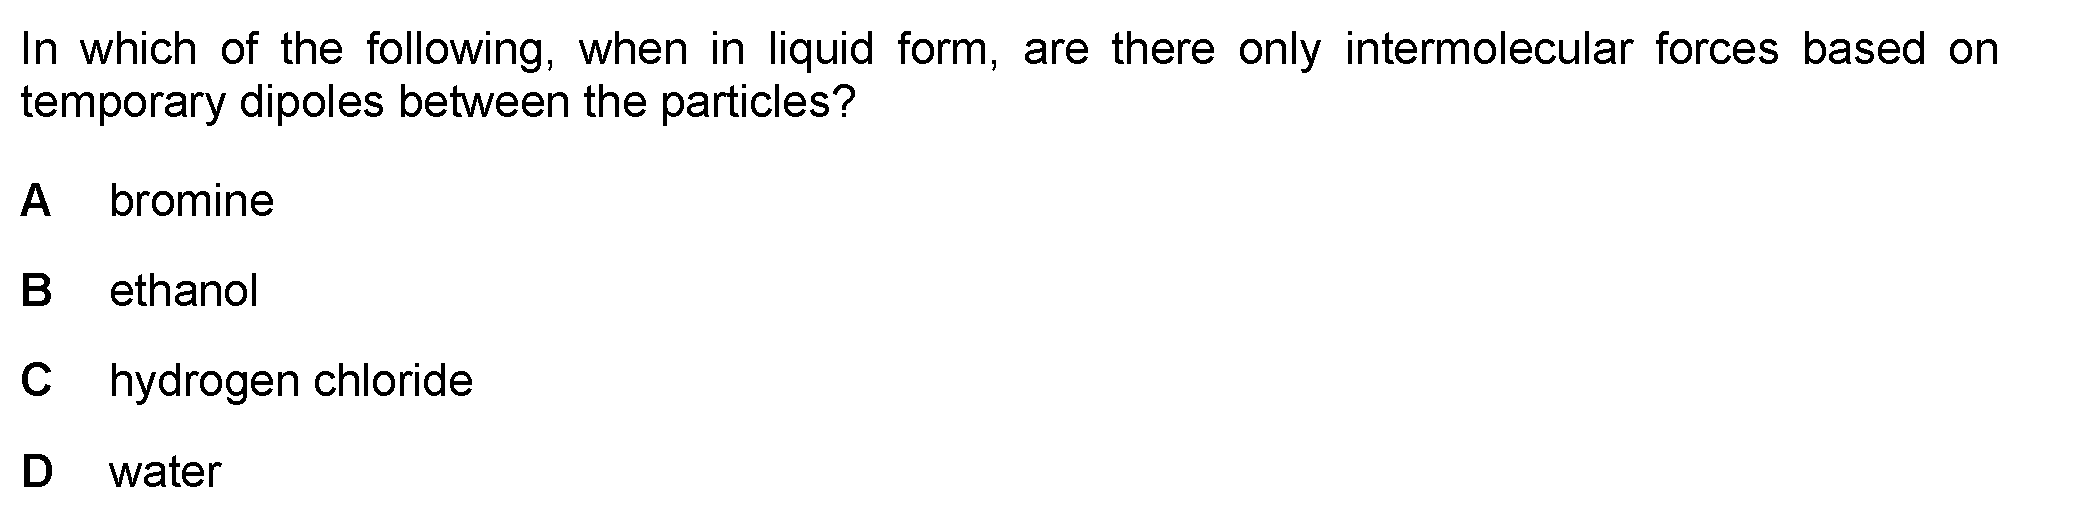 In which of the following, when in liquid form, are there only intermolecular forces based on
temporary dipoles between the particles?
A bromine
B ethanol
C hydrogen chloride
D water